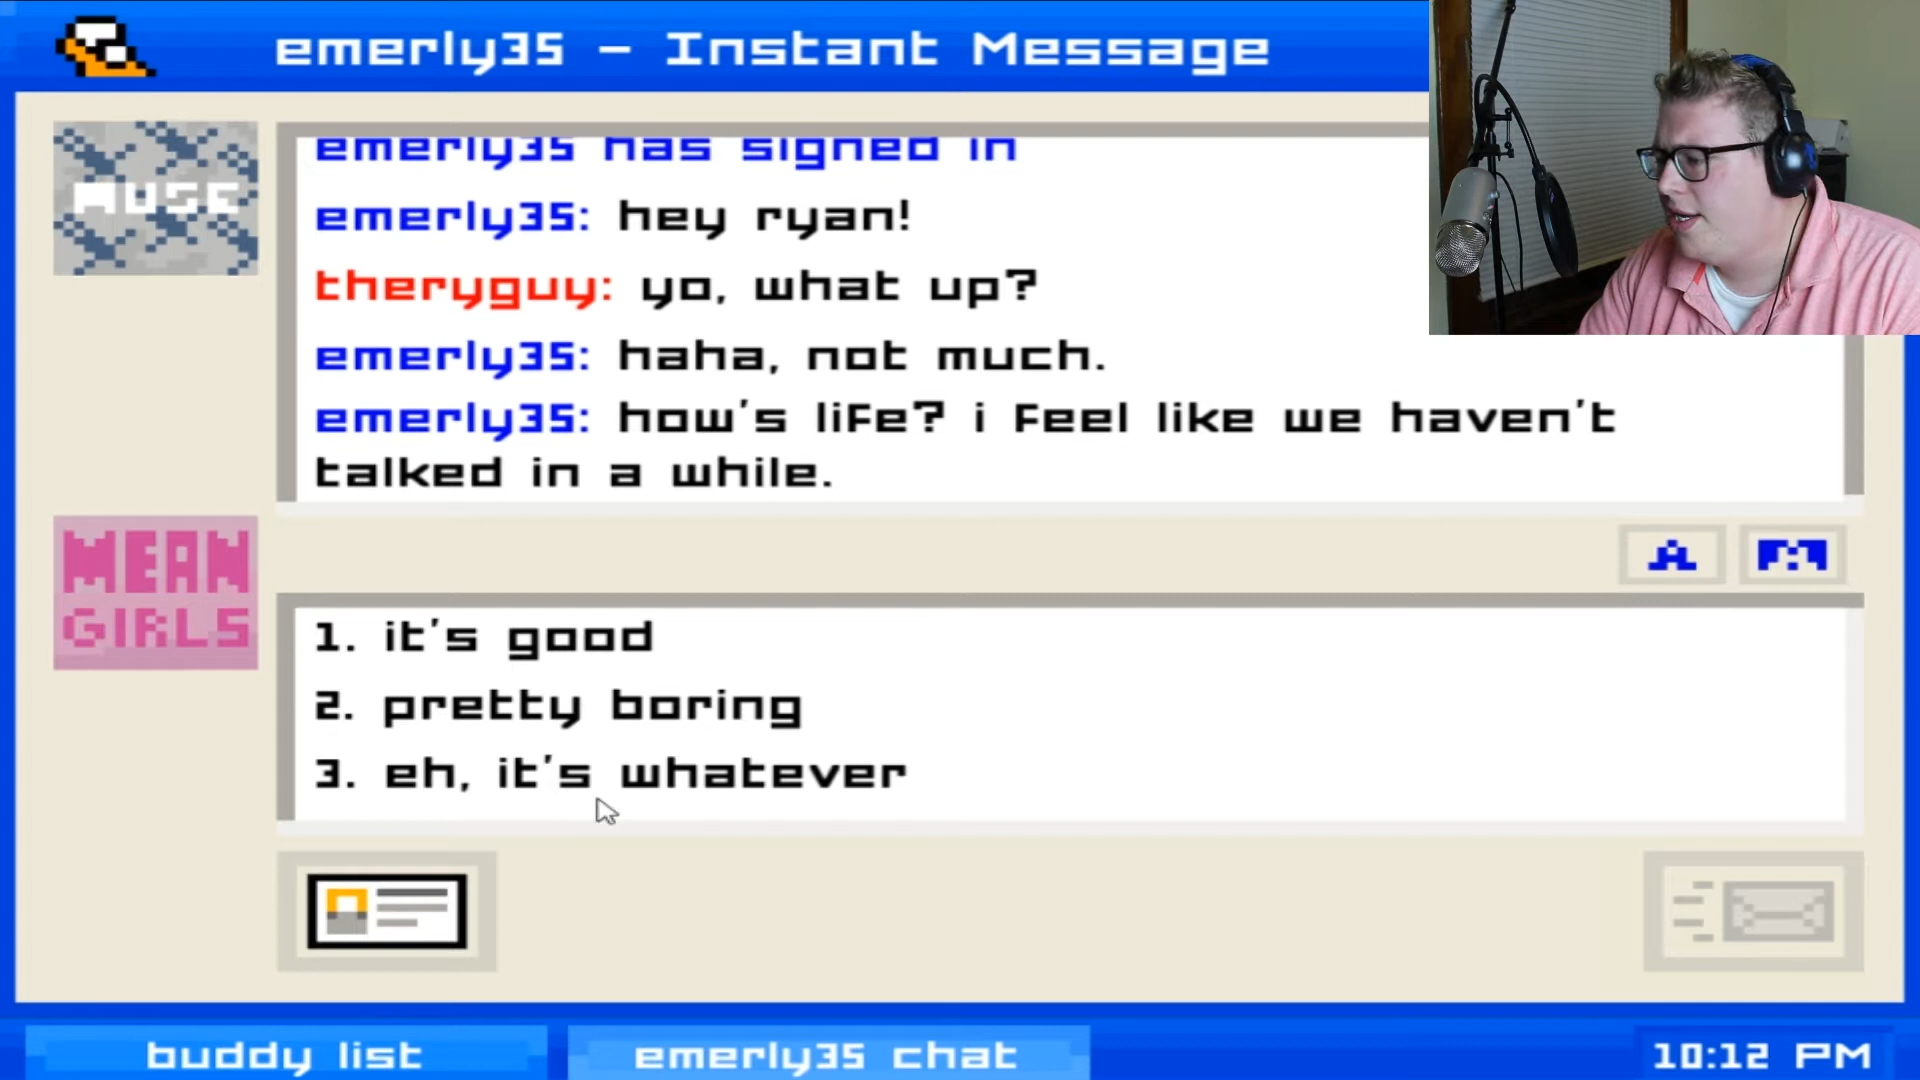 emerly35 - Instant Message
MUSE
emerly35 has signed in
emerly35: hey ryan!
theryguy: yo, what up?
emerly35: haha, not much.
emerly35: how's life? i feel like we haven't
talked in a while.
A
MEAN
GIRLS
1. it's good
2. pretty boring
3. eh, it's whatever
buddy list
emerly35 chat
10:12 PM